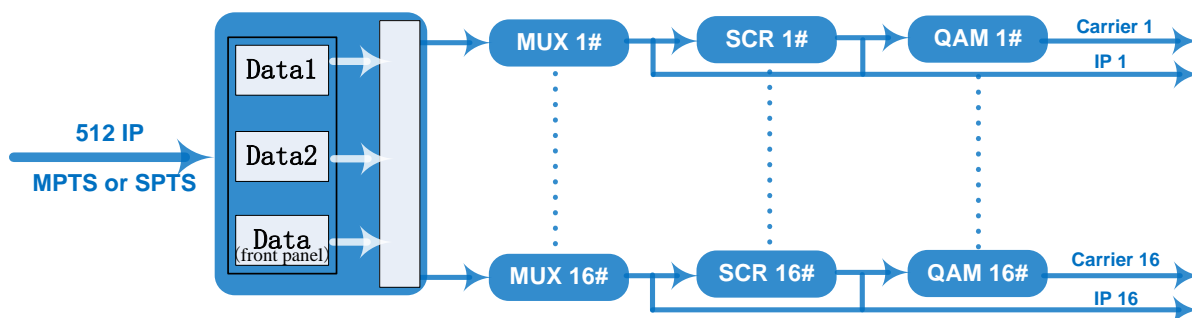 512 IP
MPTS or SPTS
Data1
Data2
Data
(front panel)
MUX 1#
SCR 1#
QAM 1#
Carrier 1
IP 1
MUX 16#
SCR 16#
QAM 16#
Carrier 16
IP 16